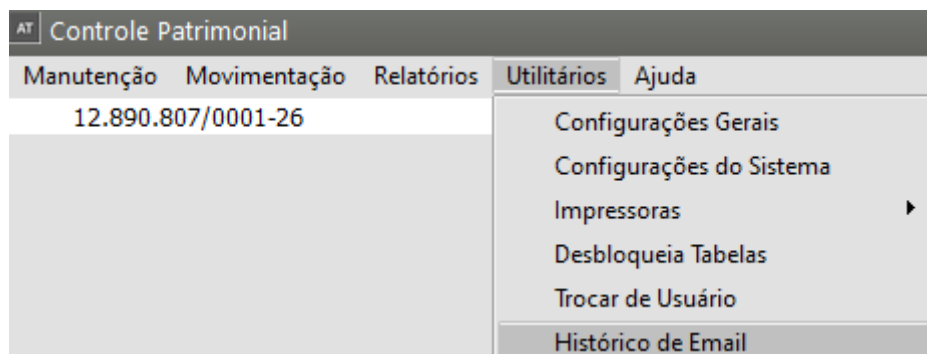 AT Controle Patrimonial
Manutenção Movimentação Relatórios Utilitários Ajuda
12.890.807/0001-26
Configurações Gerais
Configurações do Sistema
Impressoras
Desbloqueia Tabelas
Trocar de Usuário
Histórico de Email